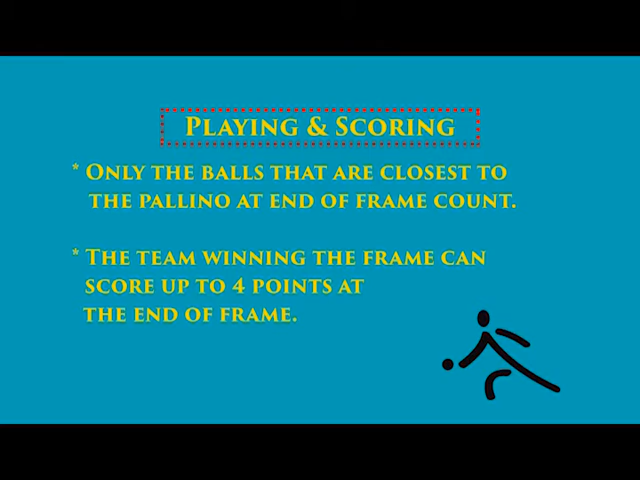 PLAYING & SCORING
* ONLY THE BALLS THAT ARE CLOSEST TO
THE PALLINO AT END OF FRAME COUNT.
* THE TEAM WINNING THE FRAME CAN
SCORE UP TO 4 POINTS AT
THE END OF FRAME.